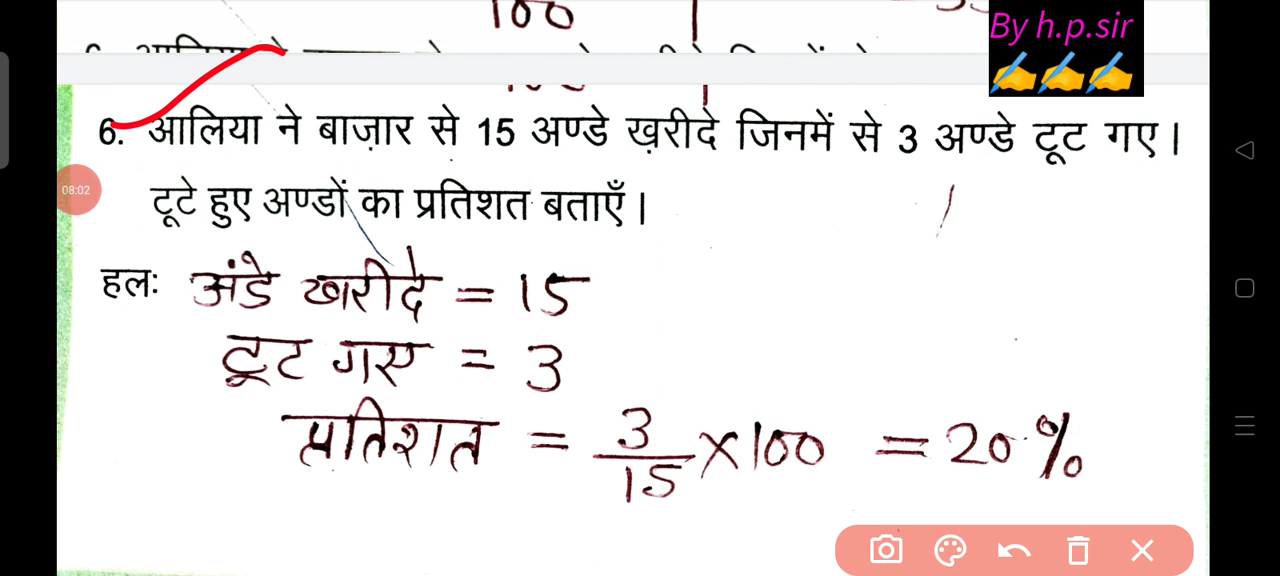 100
By h.p.sir
6. आलिया ने बाज़ार से 15 अण्डे ख़रीदे जिनमें से 3 अण्डे टूट गए।
08:02
टूटे हुए अण्डों का प्रतिशत बताएँ।
हलः अंडे खरीदे = 15
टूट गए = 3
प्रतिशत = 3/15 × 100 = 20%